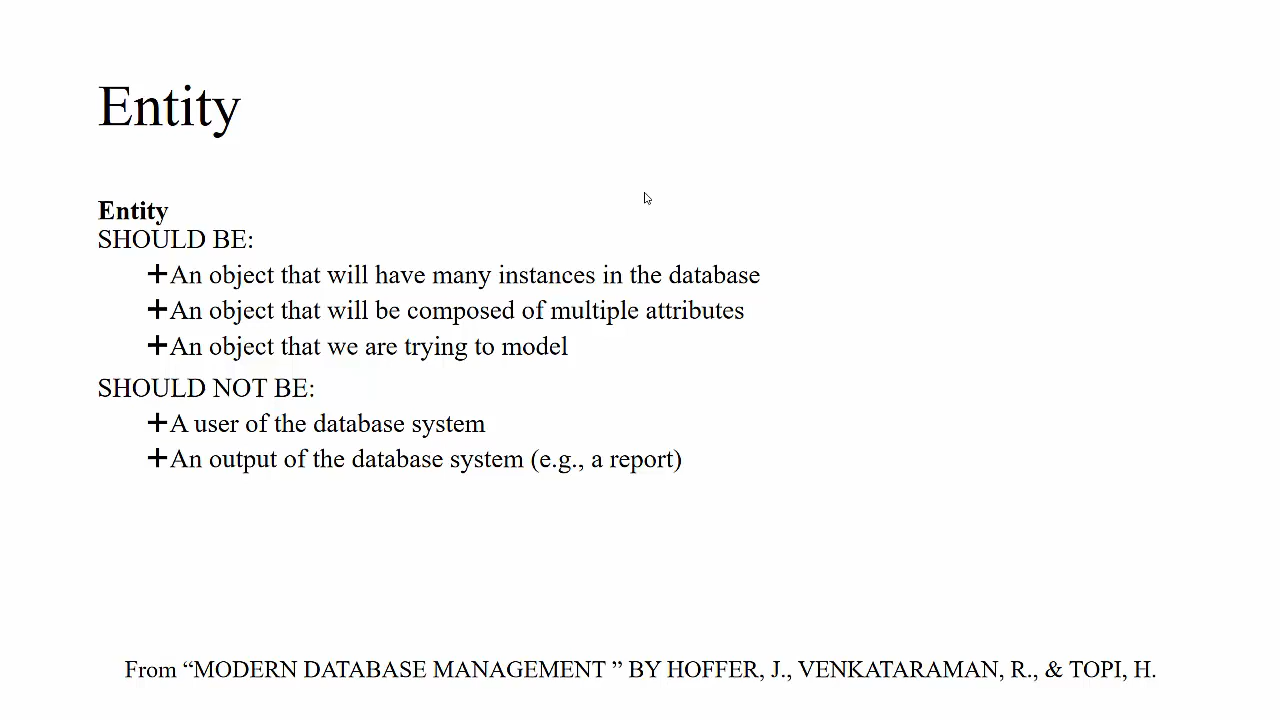 Entity
Entity
SHOULD BE:
+An object that will have many instances in the database
+An object that will be composed of multiple attributes
+An object that we are trying to model
SHOULD NOT BE:
+A user of the database system
+An output of the database system (e.g., a report)
From “MODERN DATABASE MANAGEMENT ” BY HOFFER, J., VENKATARAMAN, R., & TOPI, H.